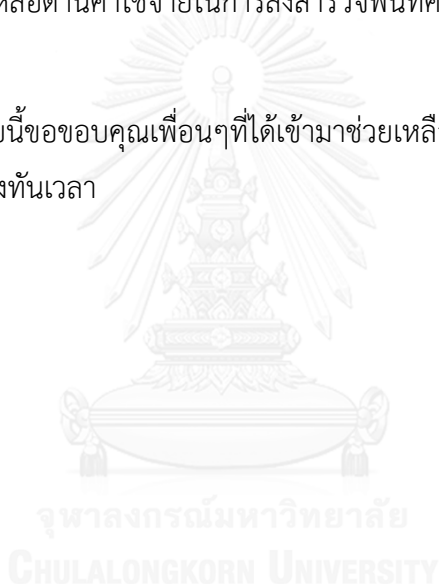 หลือด้านค่าใช้จ่ายในการลงสำรวจพื้นที่ศ
ยนี้ขอขอบคุณเพื่อนๆที่ได้เข้ามาช่วยเหลือ
งทันเวลา
จุฬาลงกรณ์มหาวิทยาลัย
CHULALONGKORN UNIVERSITY